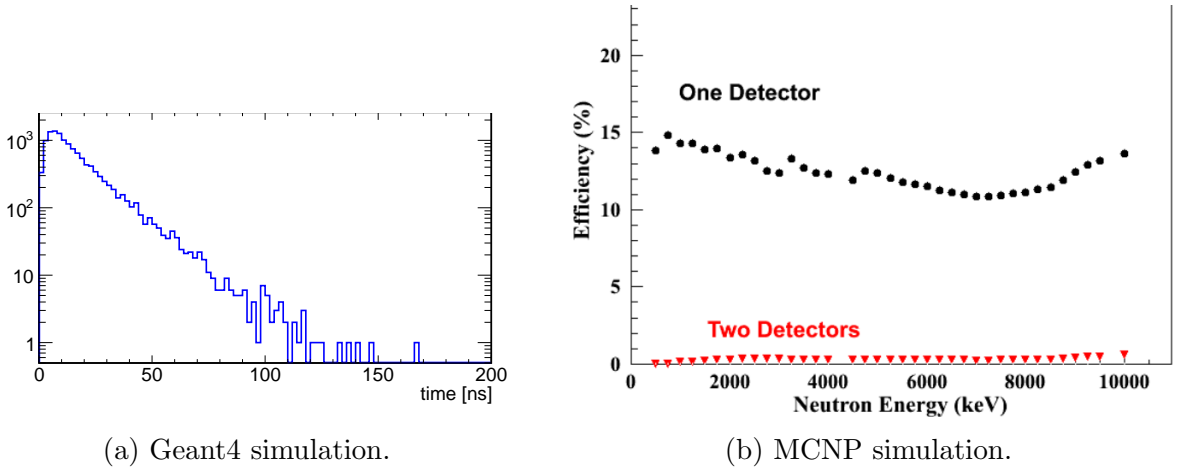 10³
10²
10
1
0
50
100
150
200
time [ns]
(a) Geant4 simulation.
Efficiency (%)
20
15
10
5
0
One Detector
Two Detectors
0
2000
4000
6000
8000
10000
Neutron Energy (keV)
(b) MCNP simulation.